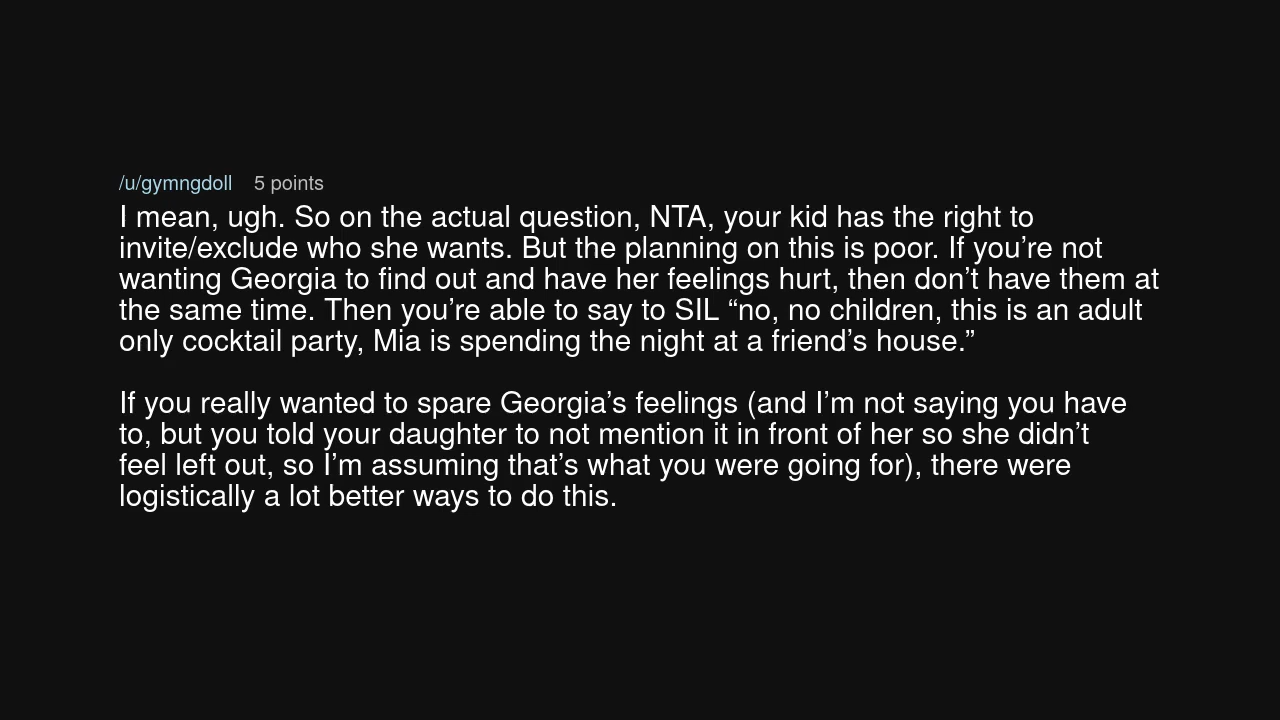 /u/gymngdoll 5 points
I mean, ugh. So on the actual question, NTA, your kid has the right to
invite/exclude who she wants. But the planning on this is poor. If you’re not
wanting Georgia to find out and have her feelings hurt, then don’t have them at
the same time. Then you’re able to say to SIL “no, no children, this is an adult
only cocktail party, Mia is spending the night at a friend’s house.”
If you really wanted to spare Georgia’s feelings (and I’m not saying you have
to, but you told your daughter to not mention it in front of her so she didn’t
feel left out, so I’m assuming that’s what you were going for), there were
logistically a lot better ways to do this.